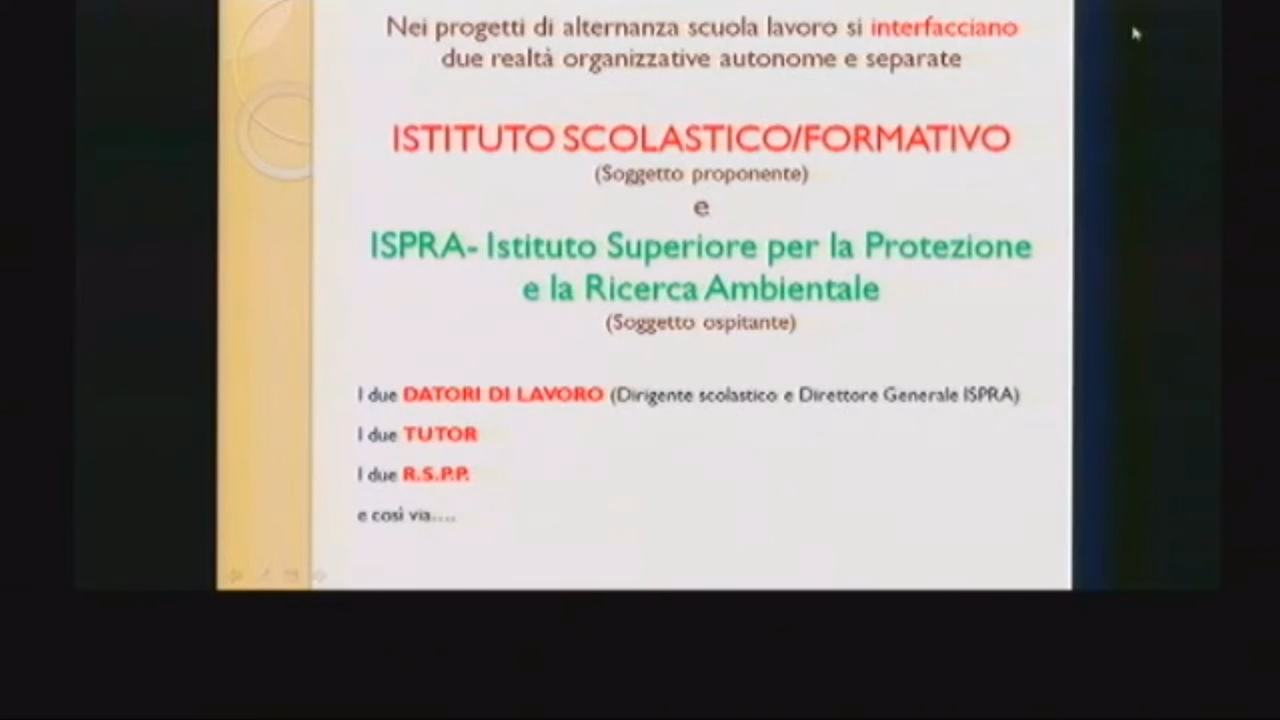 Nei progetti di alternanza scuola lavoro si interfacciano
due realtà organizzative autonome e separate
ISTITUTO SCOLASTICO/FORMATIVO
(Soggetto proponente)
e
ISPRA- Istituto Superiore per la Protezione
e la Ricerca Ambientale
(Soggetto ospitante)
I due DATORI DI LAVORO (Dirigente scolastico e Direttore Generale ISPRA)
I due TUTOR
I due R.S.P.P.
e così via....